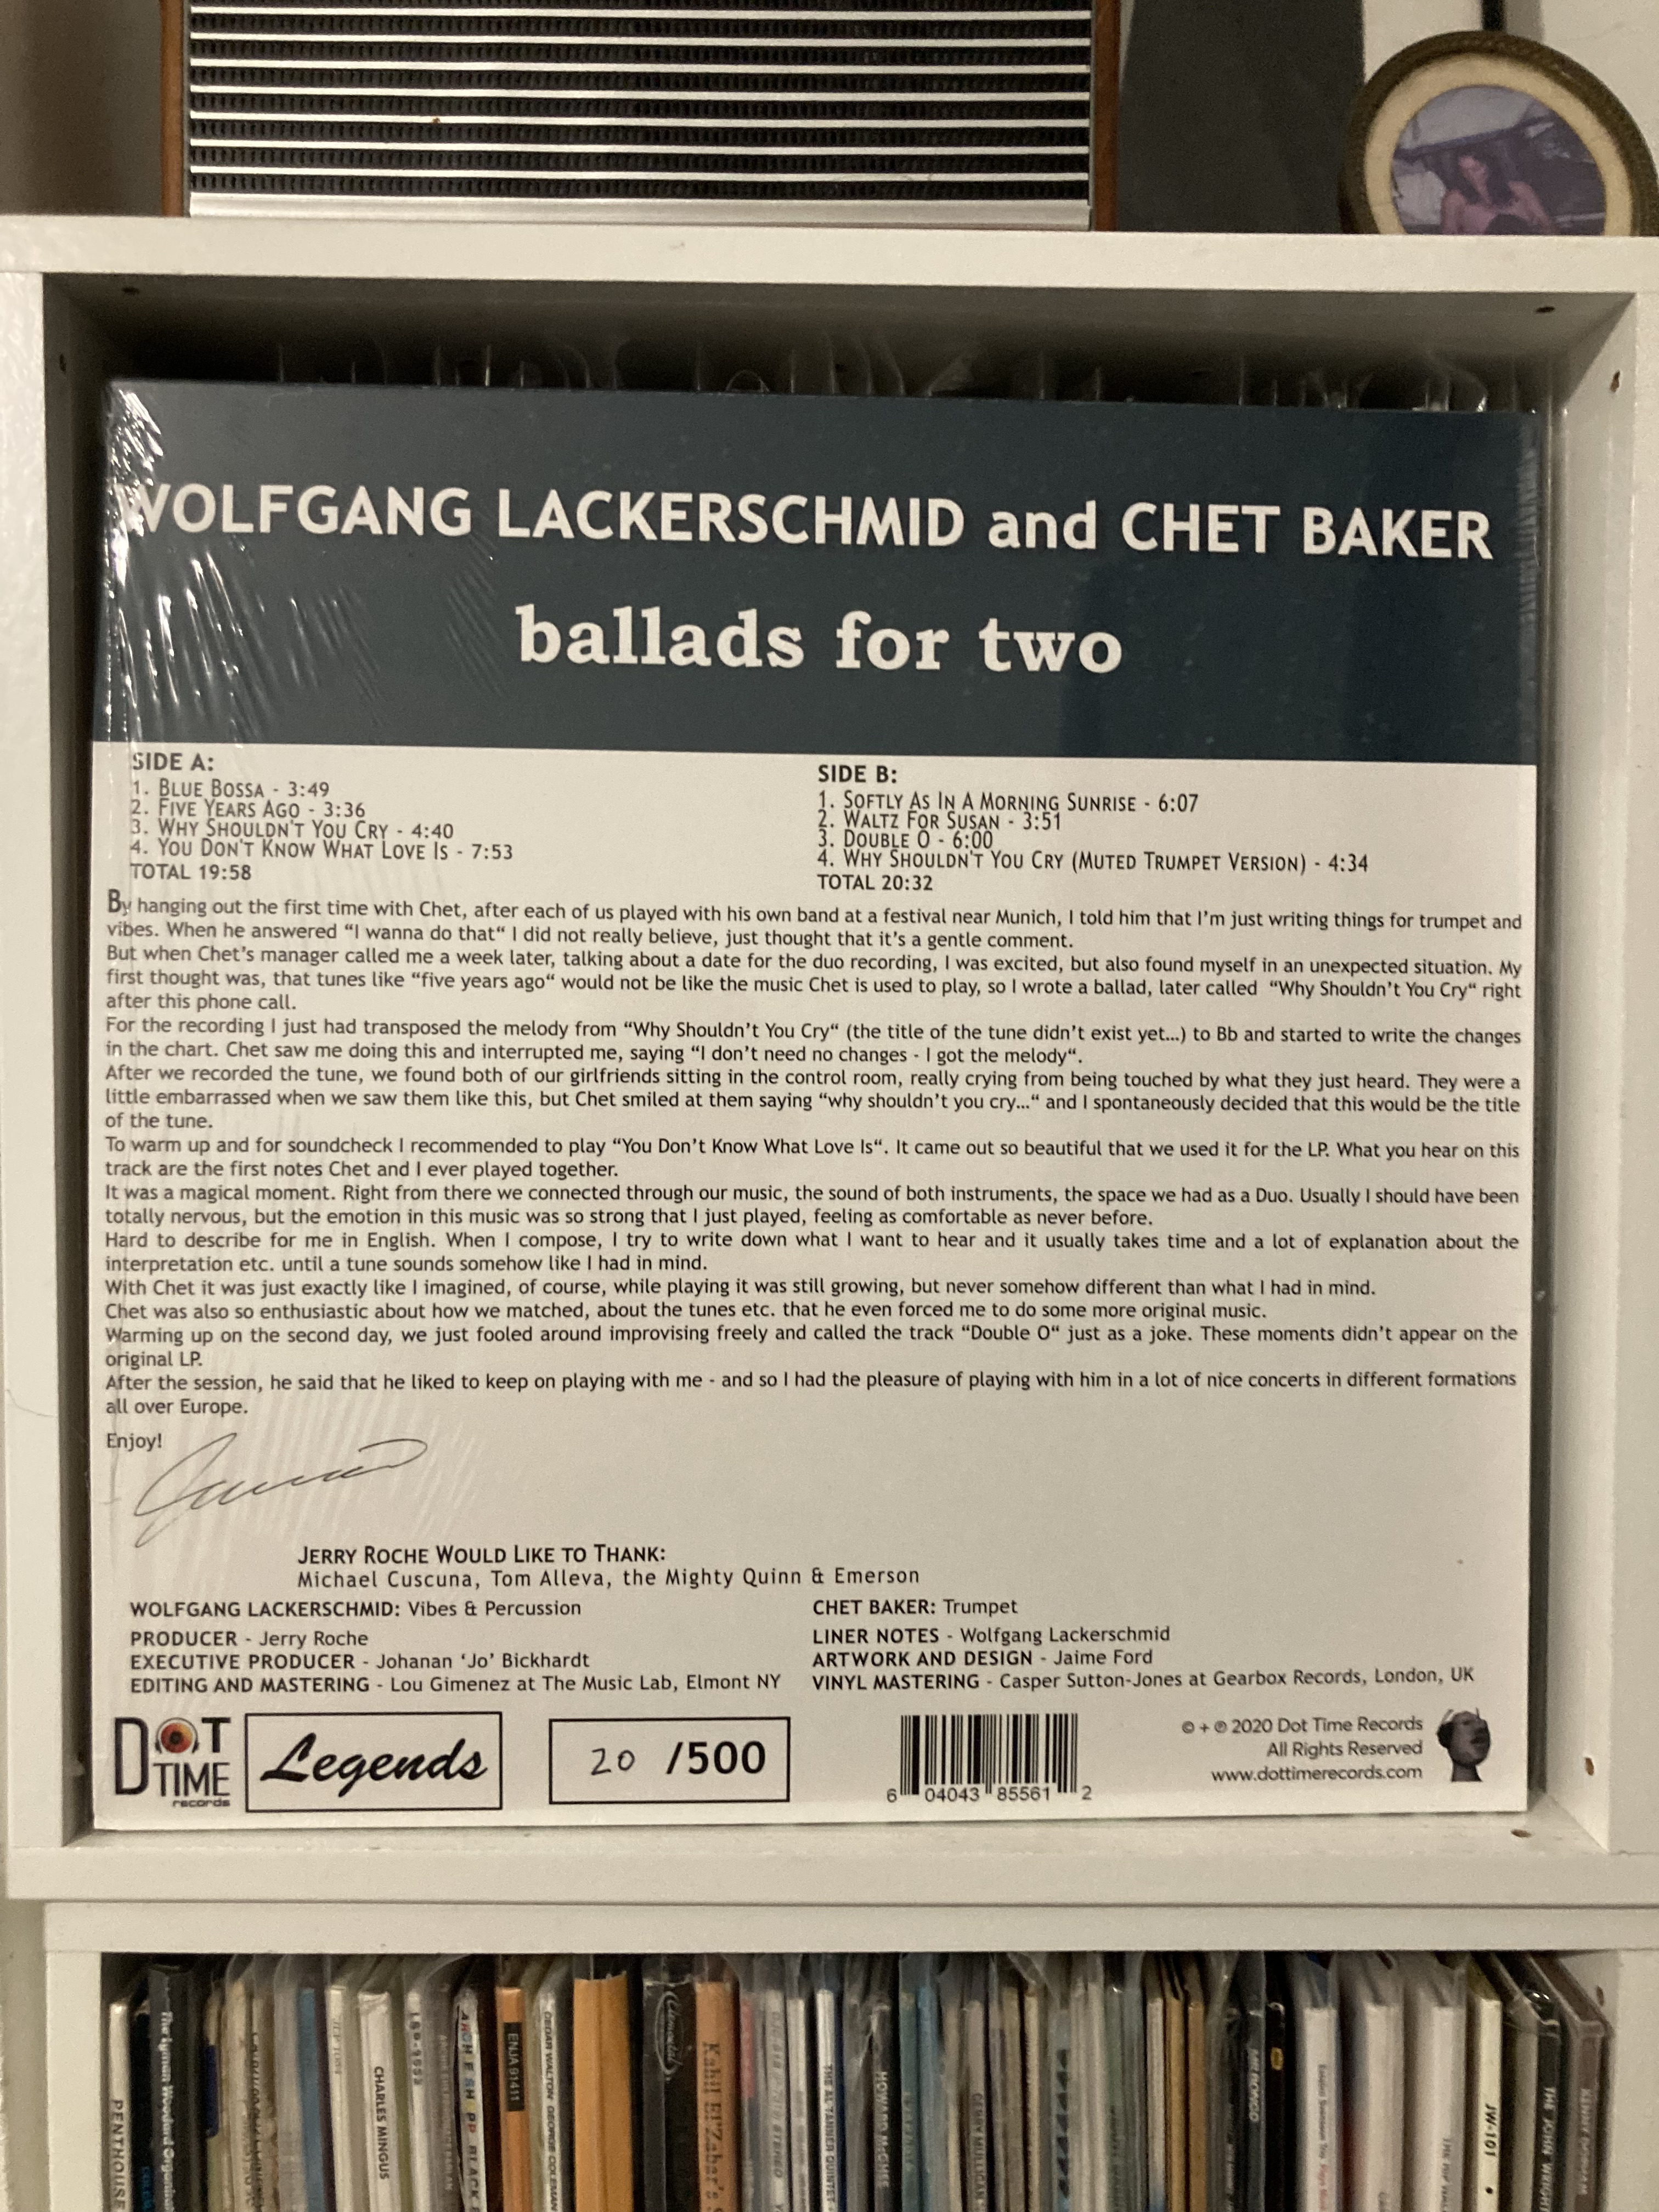 WOLFGANG LACKERSCHMID and CHET BAKER
ballads for two
SIDE A:
1. BLUE BOSSA - 3:49
2. FIVE YEARS AGO - 3:36
3. WHY SHOULDN'T YOU CRY - 4:40
4. YOU DON'T KNOW WHAT LOVE IS - 7:53
TOTAL 19:58
SIDE B:
1. SOFTLY AS IN A MORNING SUNRISE - 6:07
2. WALTZ FOR SUSAN - 3:51
3. DOUBLE O - 6:00
4. WHY SHOULDN'T YOU CRY (MUTED TRUMPET VERSION) - 4:34
TOTAL 20:32
By hanging out the first time with Chet, after each of us played with his own band at a festival near Munich, I told him that I'm just writing things for trumpet and
vibes. When he answered “I wanna do that“ I did not really believe, just thought that it's a gentle comment.
But when Chet's manager called me a week later, talking about a date for the duo recording, I was excited, but also found myself in an unexpected situation. My
first thought was, that tunes like “five years ago“ would not be like the music Chet is used to play, so I wrote a ballad, later called “Why Shouldn't You Cry“ right
after this phone call.
For the recording I just had transposed the melody from “Why Shouldn't You Cry“ (the title of the tune didn't exist yet...) to Bb and started to write the changes
in the chart. Chet saw me doing this and interrupted me, saying “I don't need no changes - I got the melody“.
After we recorded the tune, we found both of our girlfriends sitting in the control room, really crying from being touched by what they just heard. They were a
little embarrassed when we saw them like this, but Chet smiled at them saying “why shouldn't you cry...“ and I spontaneously decided that this would be the title
of the tune.
To warm up and for soundcheck I recommended to play “You Don't Know What Love Is“. It came out so beautiful that we used it for the LP. What you hear on this
track are the first notes Chet and I ever played together.
It was a magical moment. Right from there we connected through our music, the sound of both instruments, the space we had as a Duo. Usually I should have been
totally nervous, but the emotion in this music was so strong that I just played, feeling as comfortable as never before.
Hard to describe for me in English. When I compose, I try to write down what I want to hear and it usually takes time and a lot of explanation about the
interpretation etc. until a tune sounds somehow like I had in mind.
With Chet it was just exactly like I imagined, of course, while playing it was still growing, but never somehow different than what I had in mind.
Chet was also so enthusiastic about how we matched, about the tunes etc. that he even forced me to do some more original music.
Warming up on the second day, we just fooled around improvising freely and called the track “Double O“ just as a joke. These moments didn't appear on the
original LP.
After the session, he said that he liked to keep on playing with me - and so I had the pleasure of playing with him in a lot of nice concerts in different formations
all over Europe.
Enjoy!
JERRY ROCHE WOULD LIKE TO THANK:
Michael Cuscuna, Tom Alleva, the Mighty Quinn & Emerson
WOLFGANG LACKERSCHMID: Vibes & Percussion
CHET BAKER: Trumpet
PRODUCER - Jerry Roche
EXECUTIVE PRODUCER - Johanan ‘Jo’ Bickhardt
EDITING AND MASTERING - Lou Gimenez at The Music Lab, Elmont NY
LINER NOTES - Wolfgang Lackerschmid
ARTWORK AND DESIGN - Jaime Ford
VINYL MASTERING - Casper Sutton-Jones at Gearbox Records, London, UK
DOT TIME records
Legends
20 /500
6 04043 85561 2
© + ℗ 2020 Dot Time Records
All Rights Reserved
www.dottimerecords.com
PENTHOUSE
CHARLES MINGUS
ENJA 91411
CEDAR WALTON GEORGE COLEMAN
Kahil El'Zabar's
THE AL TANNER QUINTET
JW-101